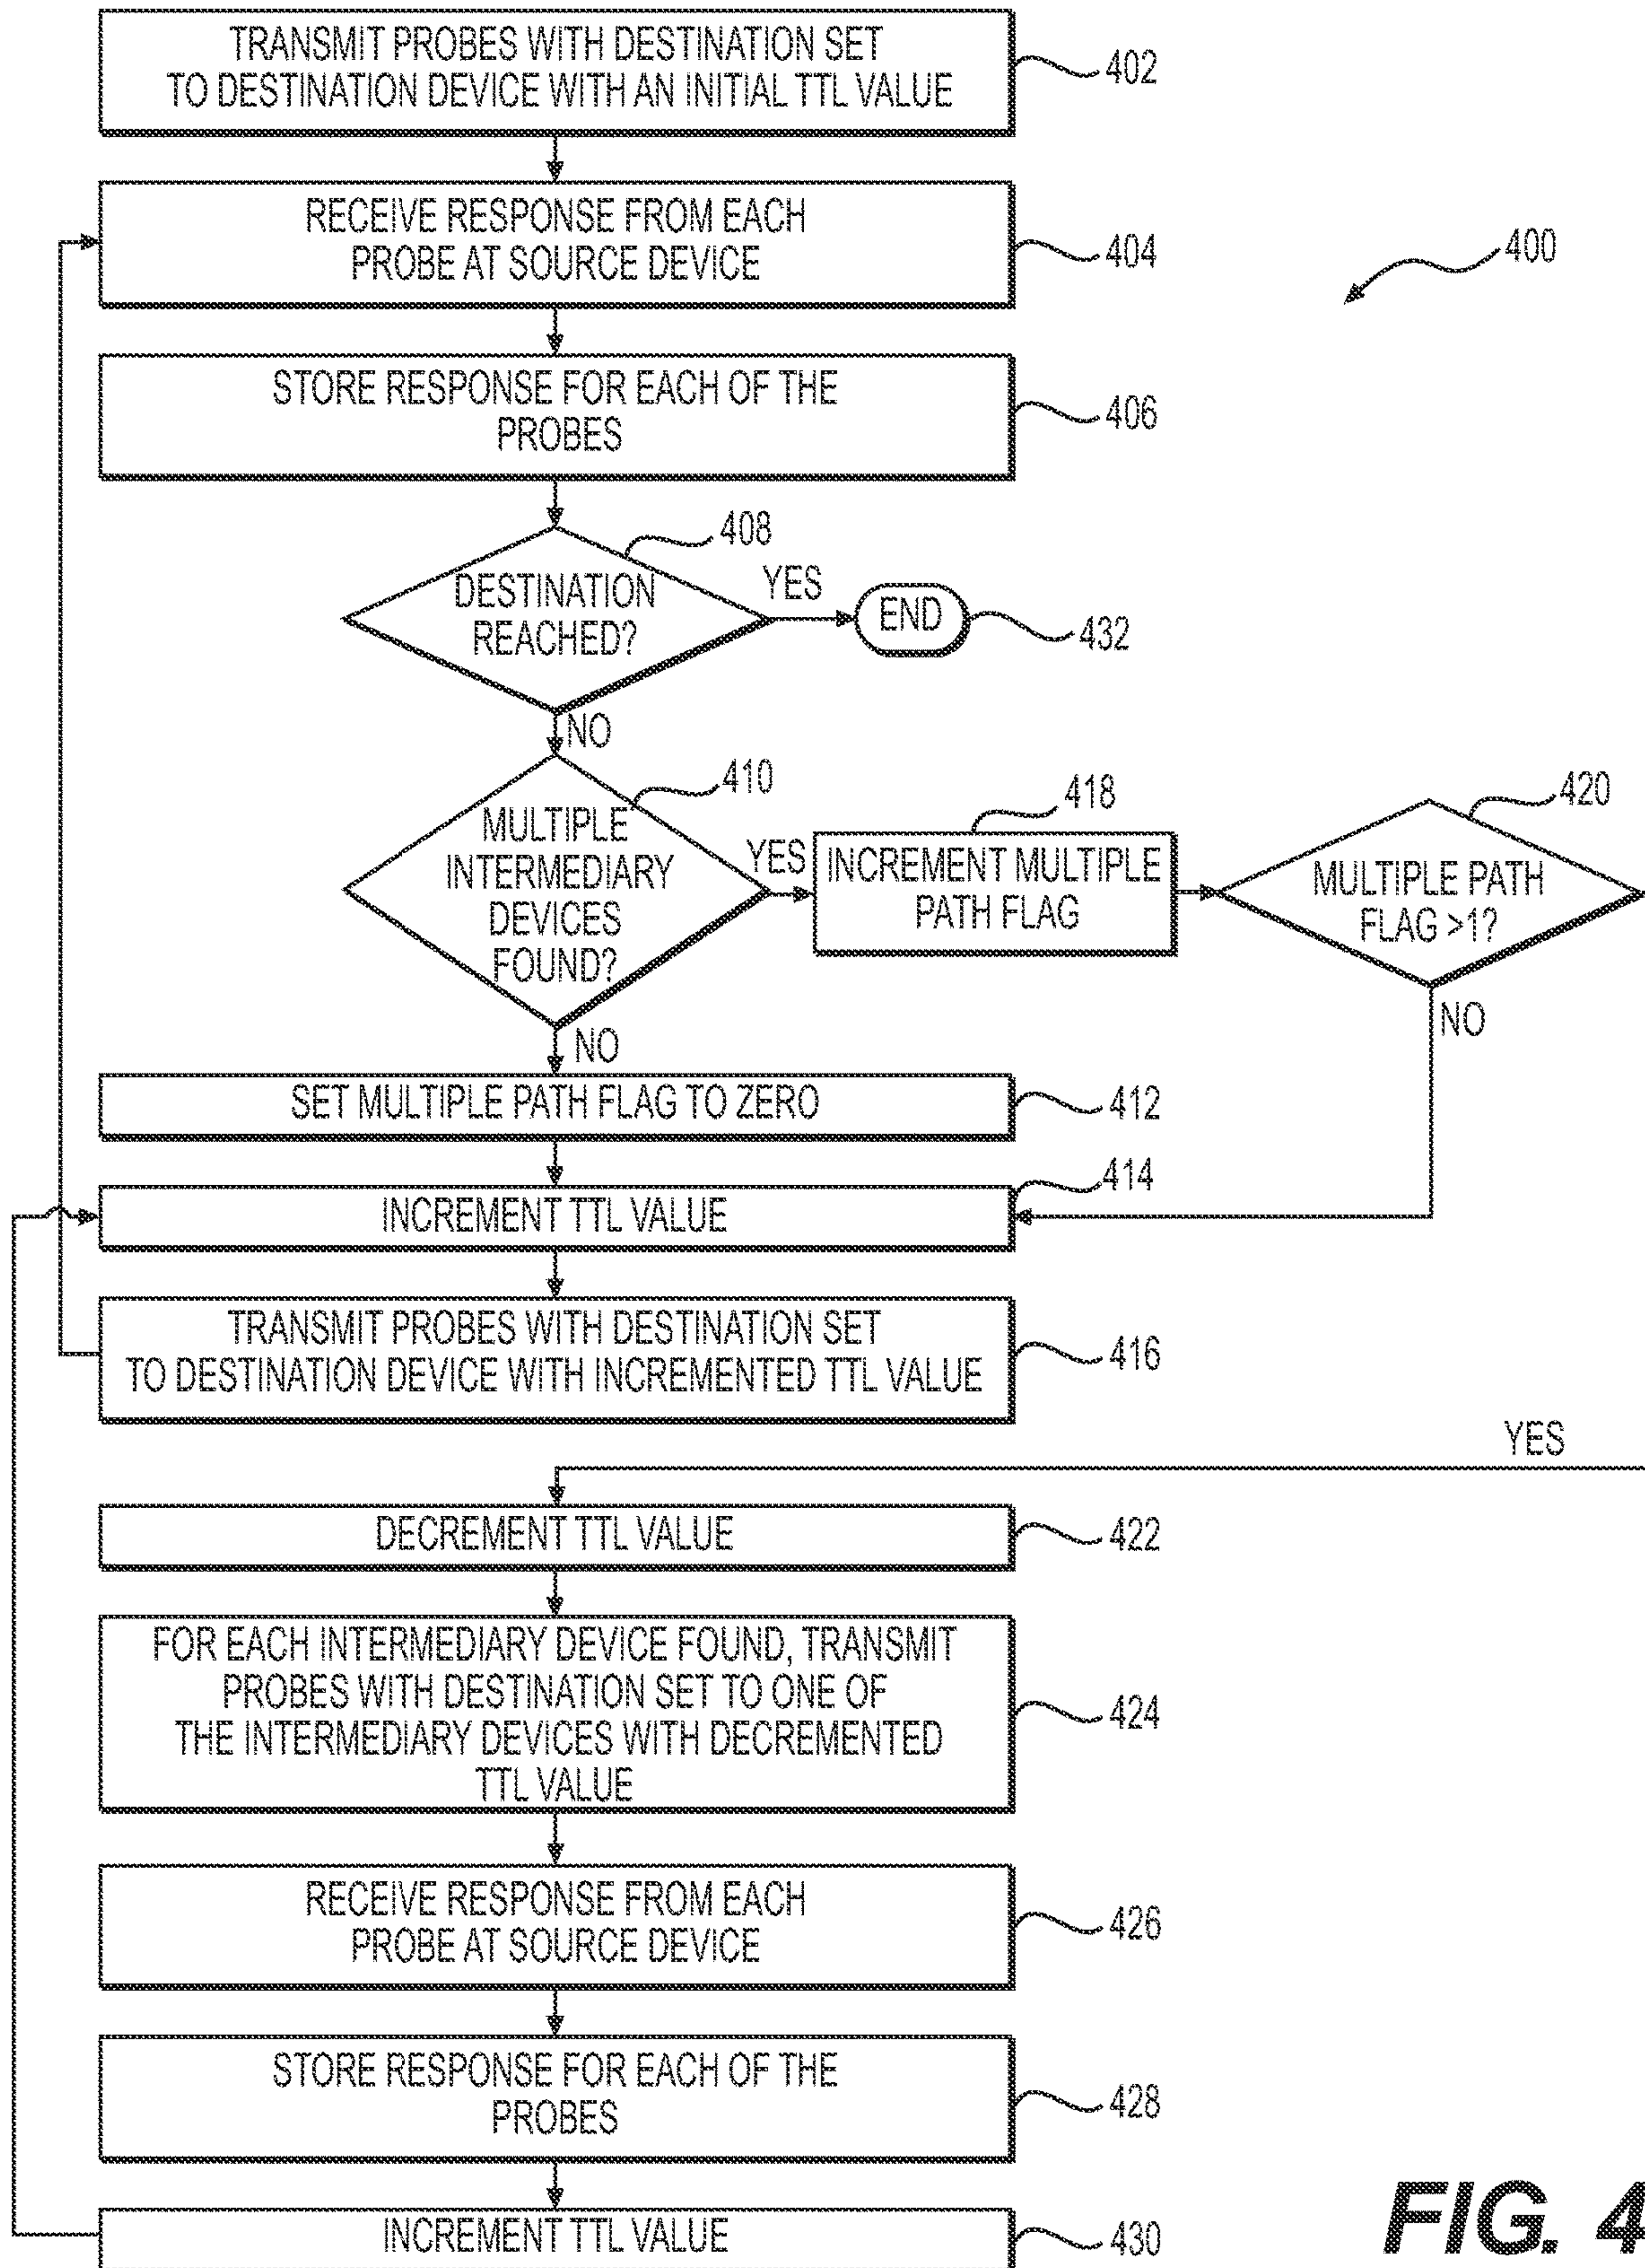 TRANSMIT PROBES WITH DESTINATION SET
TO DESTINATION DEVICE WITH AN INITIAL TTL VALUE
402
RECEIVE RESPONSE FROM EACH
PROBE AT SOURCE DEVICE
404
400
STORE RESPONSE FOR EACH OF THE
PROBES
406
408
DESTINATION
REACHED?
YES
END
432
NO
410
MULTIPLE
INTERMEDIARY
DEVICES
FOUND?
YES
418
INCREMENT MULTIPLE
PATH FLAG
420
MULTIPLE PATH
FLAG >1?
NO
NO
SET MULTIPLE PATH FLAG TO ZERO
412
414
INCREMENT TTL VALUE
TRANSMIT PROBES WITH DESTINATION SET
TO DESTINATION DEVICE WITH INCREMENTED TTL VALUE
416
YES
DECREMENT TTL VALUE
422
FOR EACH INTERMEDIARY DEVICE FOUND, TRANSMIT
PROBES WITH DESTINATION SET TO ONE OF
THE INTERMEDIARY DEVICES WITH DECREMENTED
TTL VALUE
424
RECEIVE RESPONSE FROM EACH
PROBE AT SOURCE DEVICE
426
STORE RESPONSE FOR EACH OF THE
PROBES
428
INCREMENT TTL VALUE
430
FIG. 4